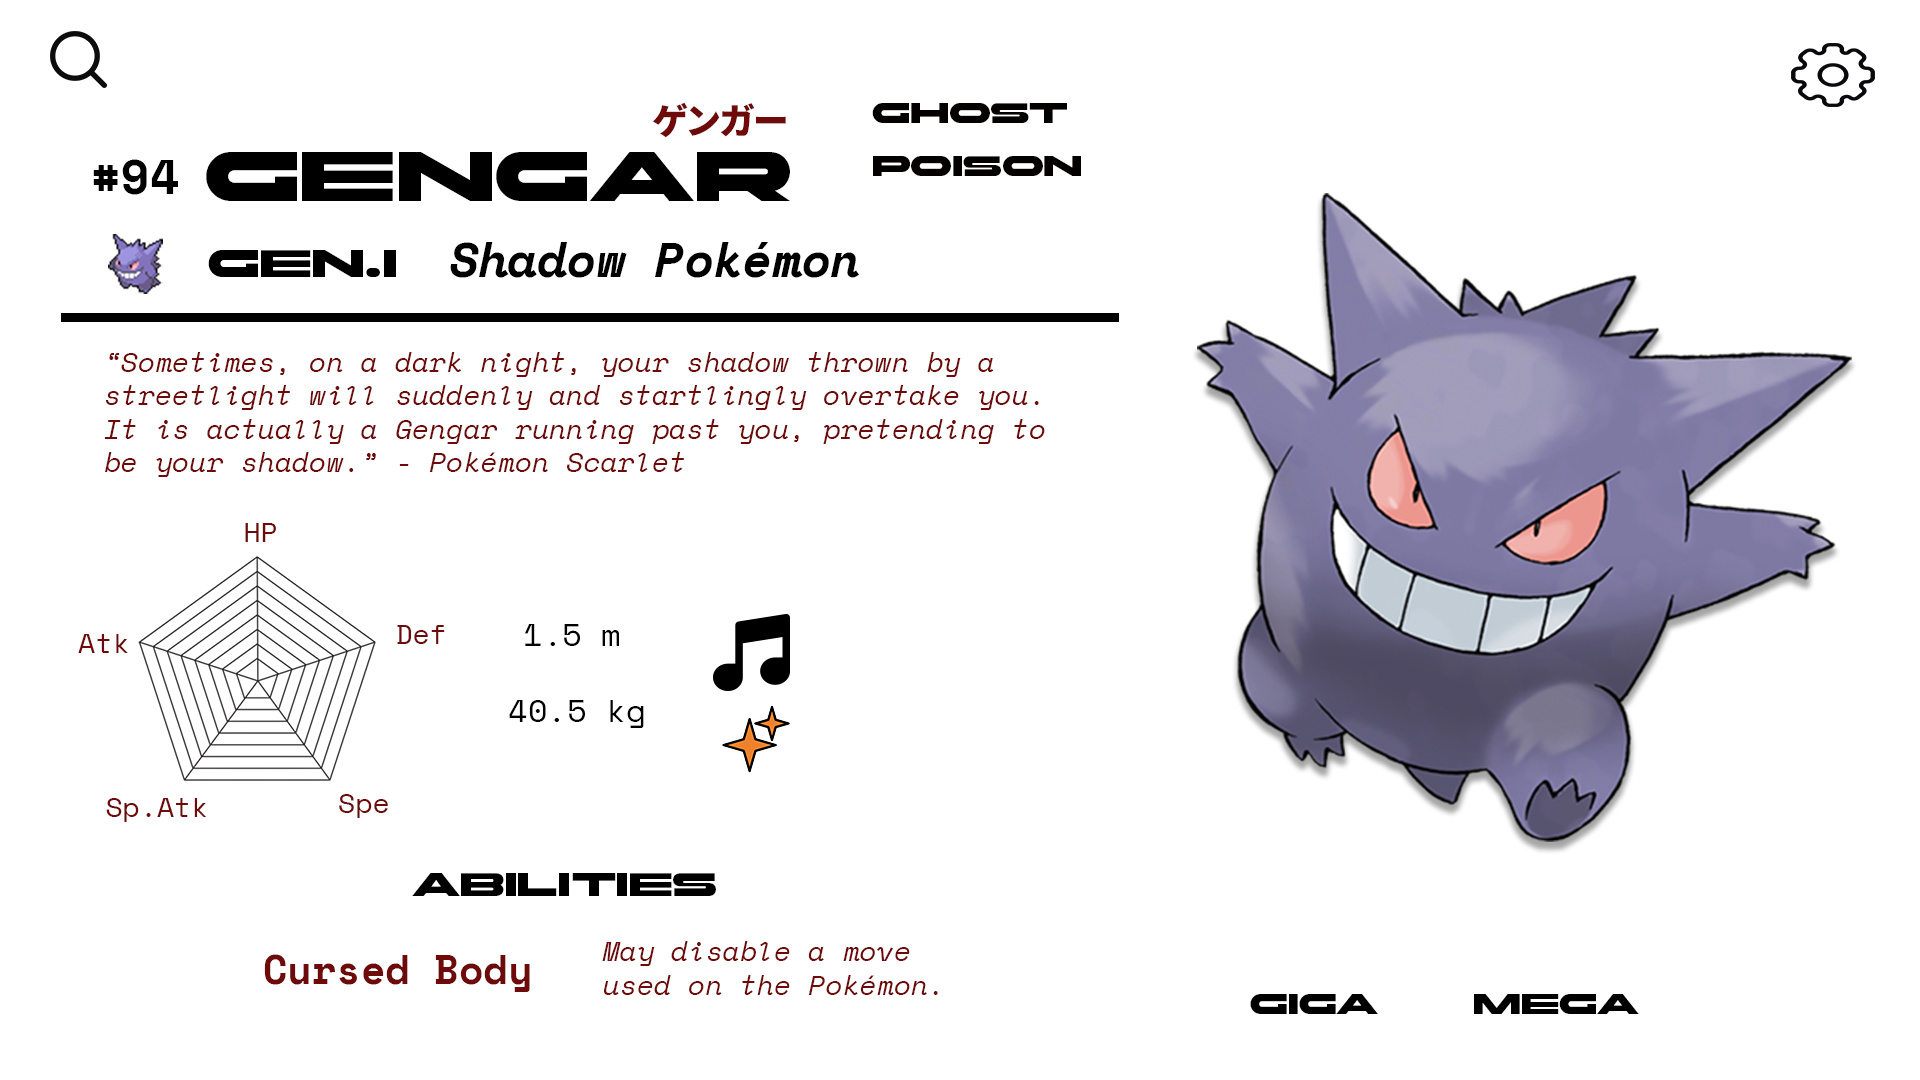 ゲンガー
#94 GENGAR
GHOST
POISON
GEN.I Shadow Pokémon
“Sometimes, on a dark night, your shadow thrown by a
streetlight will suddenly and startlingly overtake you.
It is actually a Gengar running past you, pretending to
be your shadow.” - Pokémon Scarlet
HP
Atk
Def
Sp.Atk
Spe
1.5 m
40.5 kg
ABILITIES
Cursed Body
May disable a move
used on the Pokémon.
GIGA
MEGA